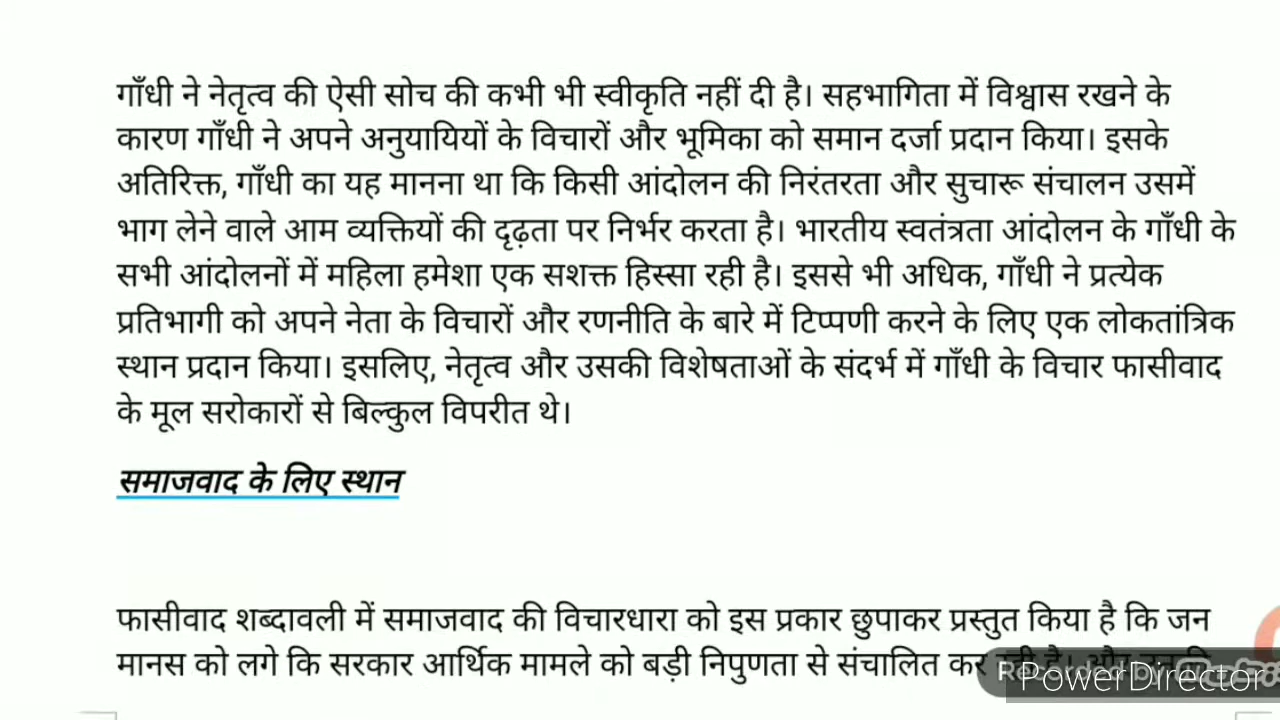 गाँधी ने नेतृत्व की ऐसी सोच की कभी भी स्वीकृति नहीं दी है। सहभागिता में विश्वास रखने के
कारण गाँधी ने अपने अनुयायियों के विचारों और भूमिका को समान दर्जा प्रदान किया। इसके
अतिरिक्त, गाँधी का यह मानना था कि किसी आंदोलन की निरंतरता और सुचारू संचालन उसमें
भाग लेने वाले आम व्यक्तियों की दृढ़ता पर निर्भर करता है। भारतीय स्वतंत्रता आंदोलन के गाँधी के
सभी आंदोलनों में महिला हमेशा एक सशक्त हिस्सा रही है। इससे भी अधिक, गाँधी ने प्रत्येक
प्रतिभागी को अपने नेता के विचारों और रणनीति के बारे में टिप्पणी करने के लिए एक लोकतांत्रिक
स्थान प्रदान किया। इसलिए, नेतृत्व और उसकी विशेषताओं के संदर्भ में गाँधी के विचार फासीवाद
के मूल सरोकारों से बिल्कुल विपरीत थे।
समाजवाद के लिए स्थान
फासीवाद शब्दावली में समाजवाद की विचारधारा को इस प्रकार छुपाकर प्रस्तुत किया है कि जन
मानस को लगे कि सरकार आर्थिक मामले को बड़ी निपुणता से संचालित कर रही है।
PowerDirector